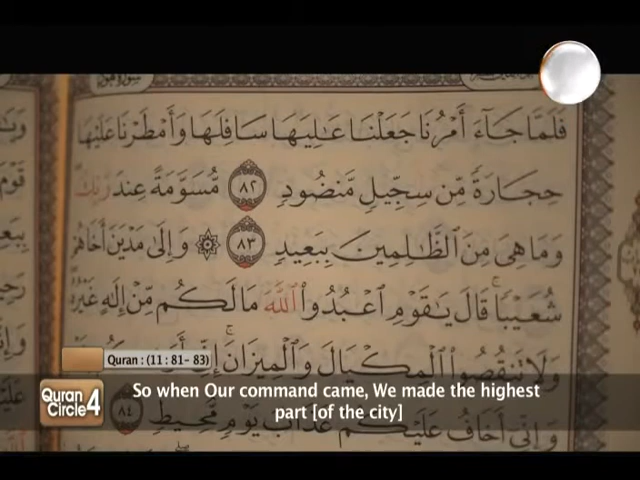 فَلَمَّا جَآءَ أَمْرُنَا جَعَلْنَا عَـٰلِيَهَا سَافِلَهَا وَأَمْطَرْنَا عَلَيْهَا
حِجَارَةً مِّن سِجِّيلٍ مَّنضُودٍ ٨٢ مُّسَوَّمَةً عِندَ رَبِّكَ
وَمَا هِىَ مِنَ ٱلظَّـٰلِمِينَ بِبَعِيدٍ ٨٣ ۞ وَإِلَىٰ مَدْيَنَ أَخَاهُمْ
شُعَيْبًا ۚ قَالَ يَـٰقَوْمِ ٱعْبُدُوا۟ ٱللَّهَ مَا لَكُم مِّنْ إِلَـٰهٍ غَيْرُهُۥ
وَلَا تَنقُصُوا۟ ٱلْمِكْيَالَ وَٱلْمِيزَانَ ۚ إِنِّىٓ
Quran : (11 : 81- 83)
Quran Circle 4
So when Our command came, We made the highest
part [of the city]
وَإِنِّىٓ أَخَافُ عَلَيْكُمْ عَذَابَ يَوْمٍ مُّحِيطٍ ٨٤